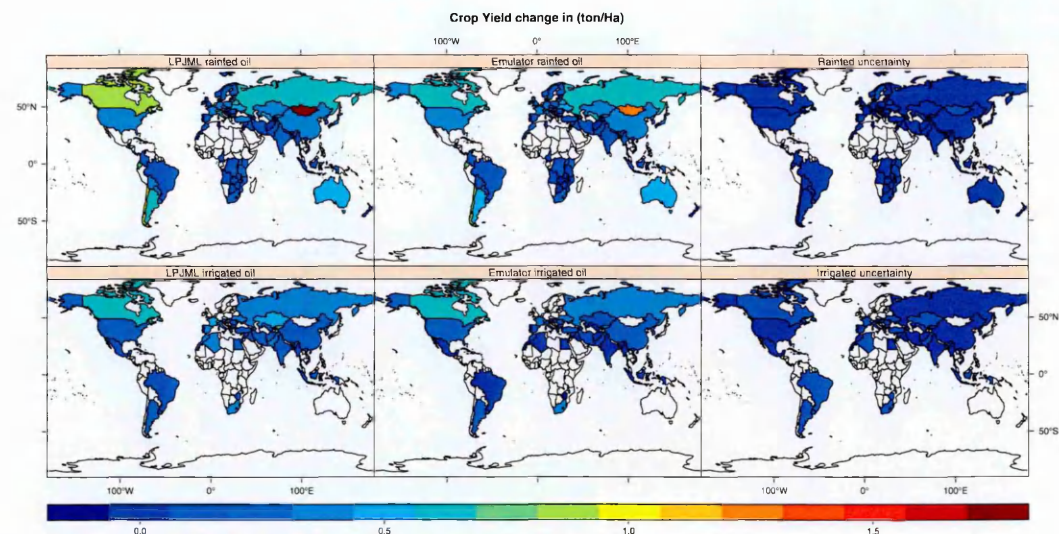 Crop Yield change in (ton/Ha)
100°W 0° 100°E
LPJML rainfed oil Emulator rainfed oil Rainfed uncertainty
50°N
0°
50°S
LPJML irrigated oil Emulator irrigated oil Irrigated uncertainty
50°N
0°
50°S
100°W 0° 100°E 100°W 0° 100°E
0.0 0.5 1.0 1.5